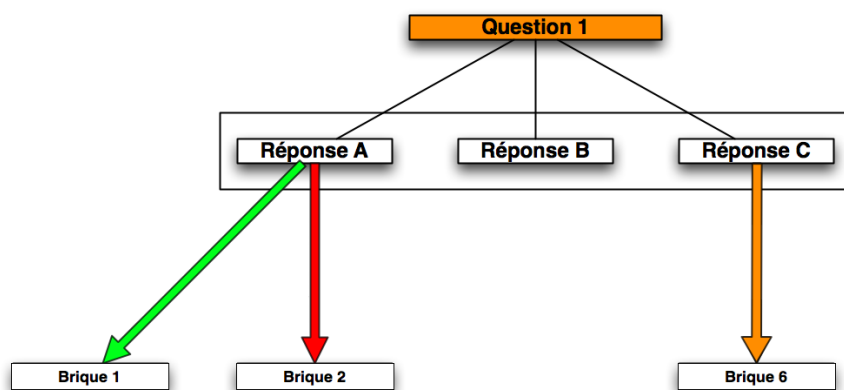 Question 1
Réponse A
Réponse B
Réponse C
Brique 1
Brique 2
Brique 6